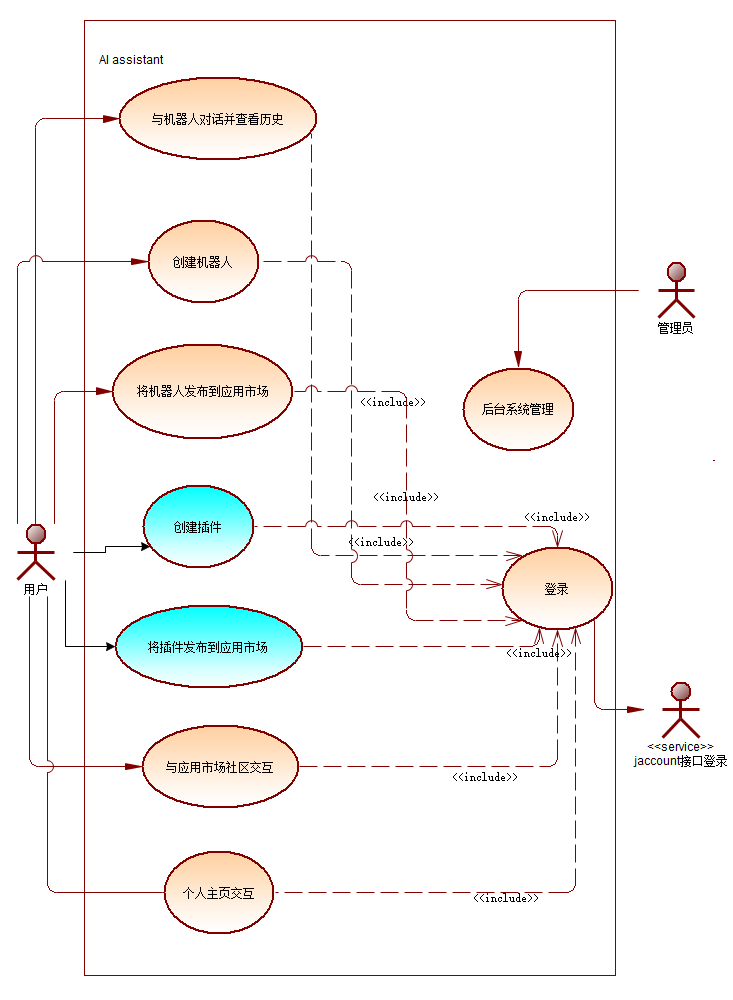 AI assistant
与机器人对话并查看历史
创建机器人
管理员
将机器人发布到应用市场
<<include>>
后台系统管理
<<include>>
<<include>>
创建插件
<<include>>
用户
登录
将插件发布到应用市场
<<include>>
<<service>>
jaccount接口登录
与应用市场社区交互
<<include>>
个人主页交互
<<include>>